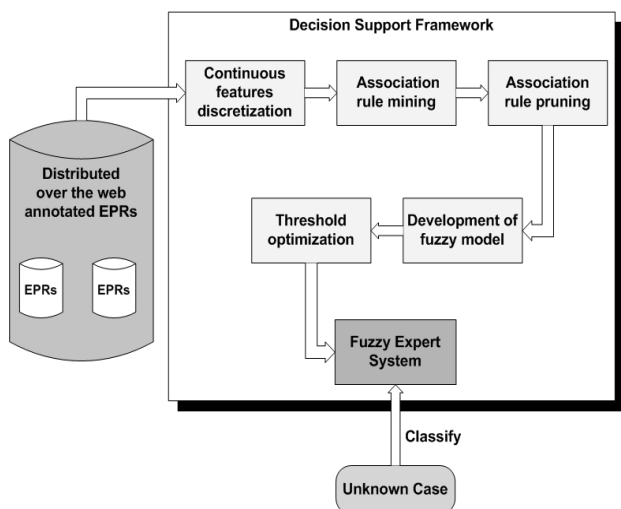 Decision Support Framework
Continuous
features
discretization
Association
rule mining
Association
rule pruning
Distributed
over the web
annotated EPRs
EPRs
EPRs
Threshold
optimization
Development of
fuzzy model
Fuzzy Expert
System
Classify
Unknown Case